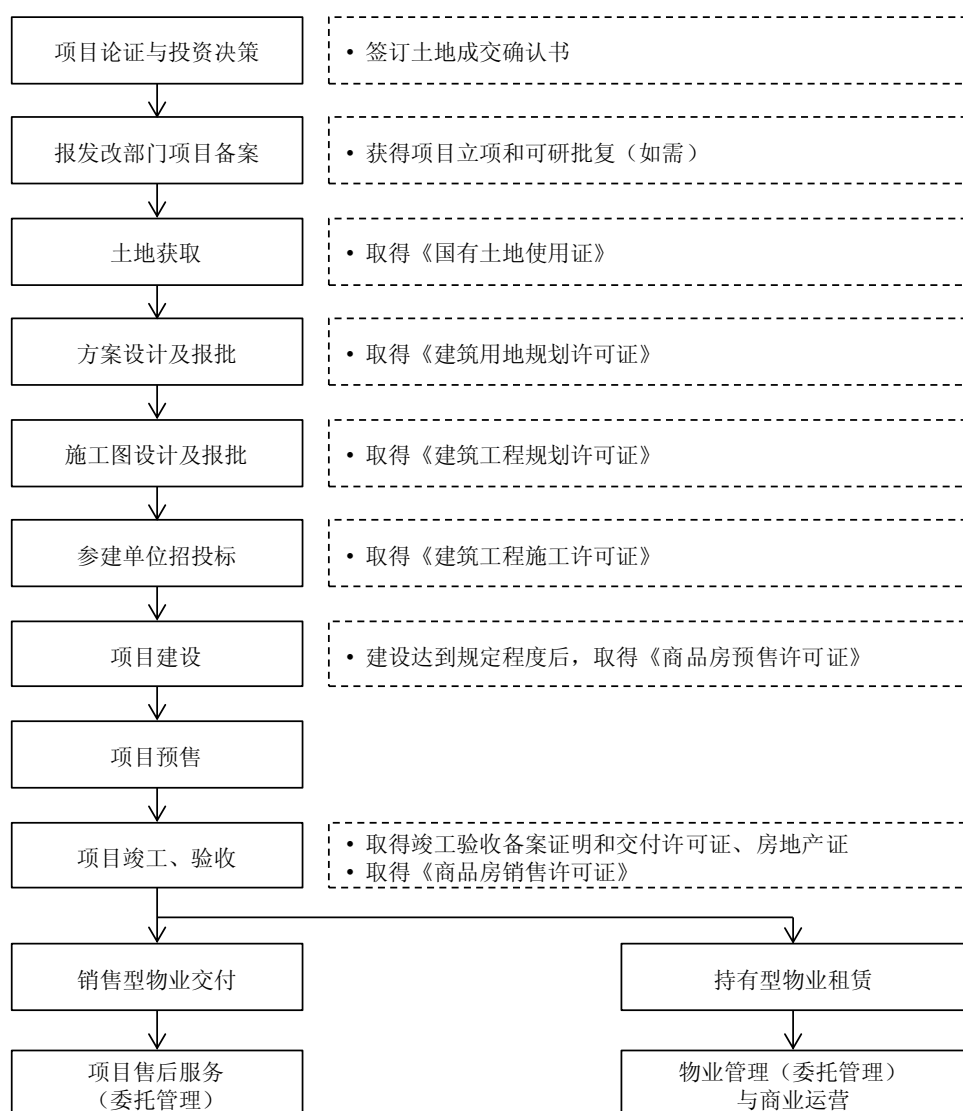 项目论证与投资决策
• 签订土地成交确认书
报发改部门项目备案
• 获得项目立项和可研批复（如需）
土地获取
• 取得《国有土地使用证》
方案设计及报批
• 取得《建筑用地规划许可证》
施工图设计及报批
• 取得《建筑工程规划许可证》
参建单位招投标
• 取得《建筑工程施工许可证》
项目建设
• 建设达到规定程度后，取得《商品房预售许可证》
项目预售
项目竣工、验收
• 取得竣工验收备案证明和交付许可证、房地产证
• 取得《商品房销售许可证》
销售型物业交付
持有型物业租赁
项目售后服务
（委托管理）
物业管理（委托管理）
与商业运营